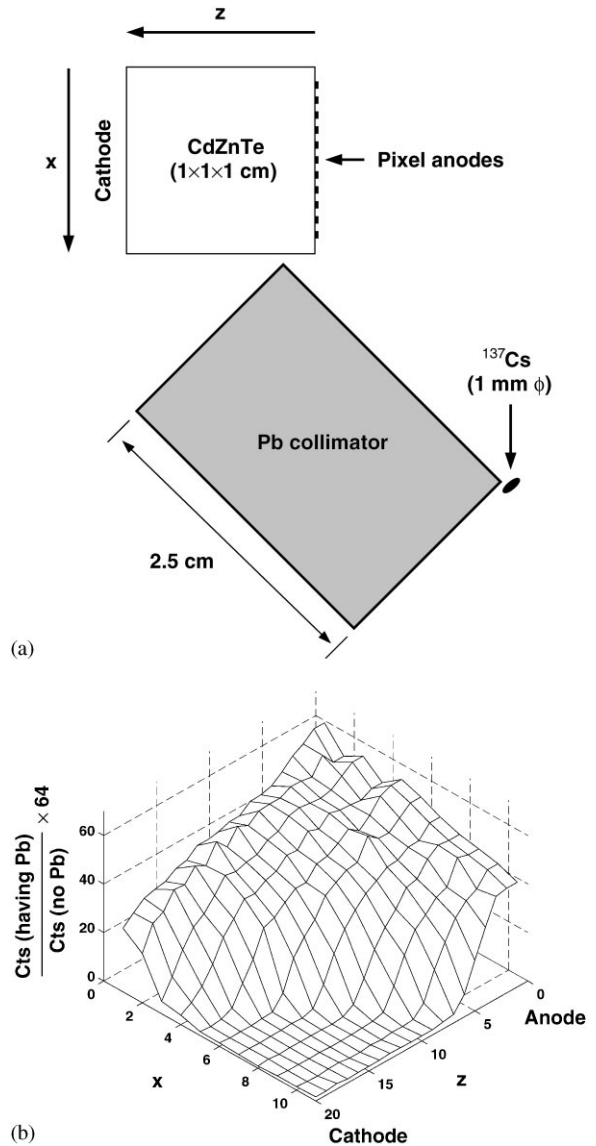 z
x
Cathode
CdZnTe
(1×1×1 cm)
Pixel anodes
137Cs
(1 mm ϕ)
Pb collimator
2.5 cm
(a)
Cts (having Pb)
Cts (no Pb)
× 64
60
40
20
0
0
2
4
6
8
10
x
20
15
10
5
0
z
Anode
Cathode
(b)